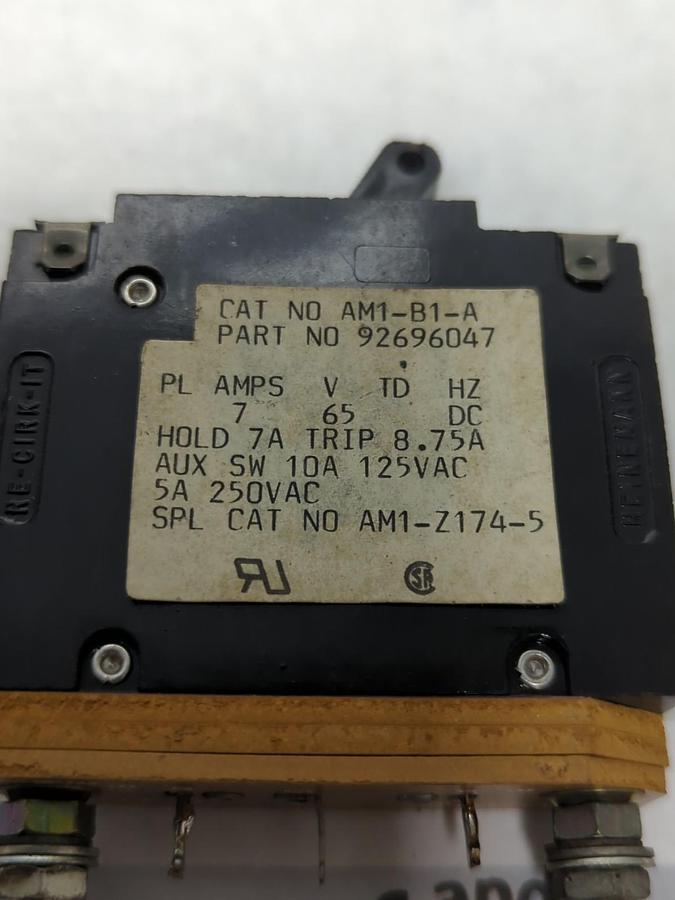 CAT NO AM1-B1-A
PART NO 92696047
PL AMPS V TD HZ
7 65 DC
HOLD 7A TRIP 8.75A
AUX SW 10A 125VAC
5A 250VAC
SPL CAT NO AM1-Z174-5
RE-CIRK-IT
HEINEMANN